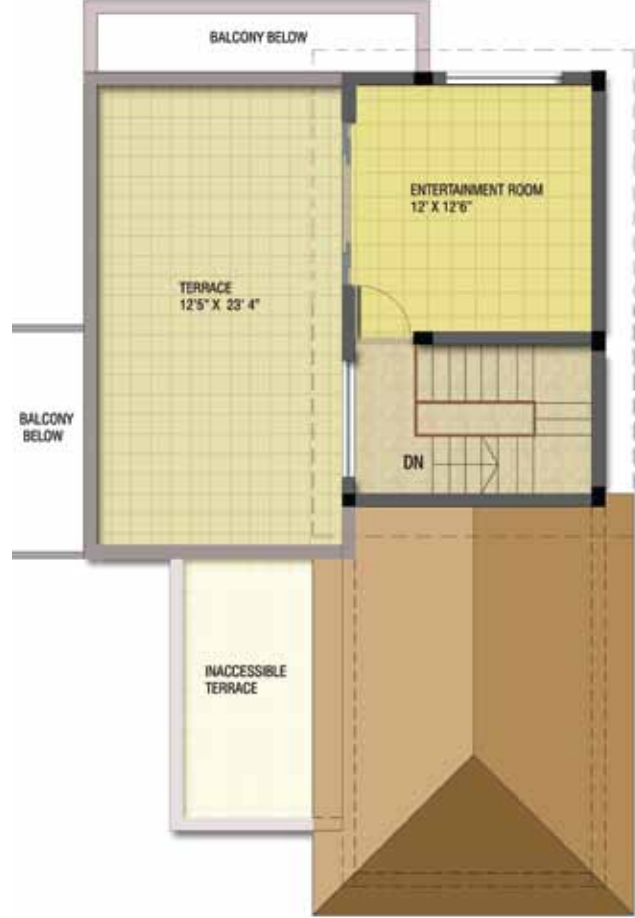 BALCONY BELOW
ENTERTAINMENT ROOM
12' X 12'6"
TERRACE
12'5" X 23' 4"
BALCONY
BELOW
DN
INACCESSIBLE
TERRACE